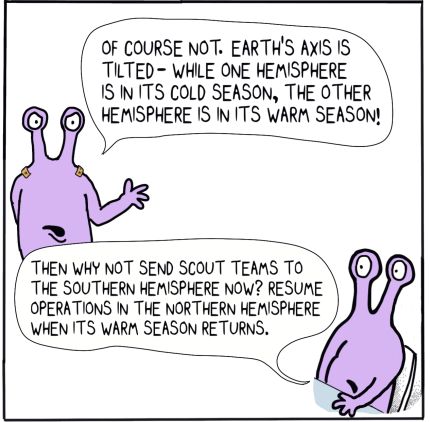 OF COURSE NOT. EARTH'S AXIS IS
TILTED - WHILE ONE HEMISPHERE
IS IN ITS COLD SEASON, THE OTHER
HEMISPHERE IS IN ITS WARM SEASON!
THEN WHY NOT SEND SCOUT TEAMS TO
THE SOUTHERN HEMISPHERE NOW? RESUME
OPERATIONS IN THE NORTHERN HEMISPHERE
WHEN ITS WARM SEASON RETURNS.